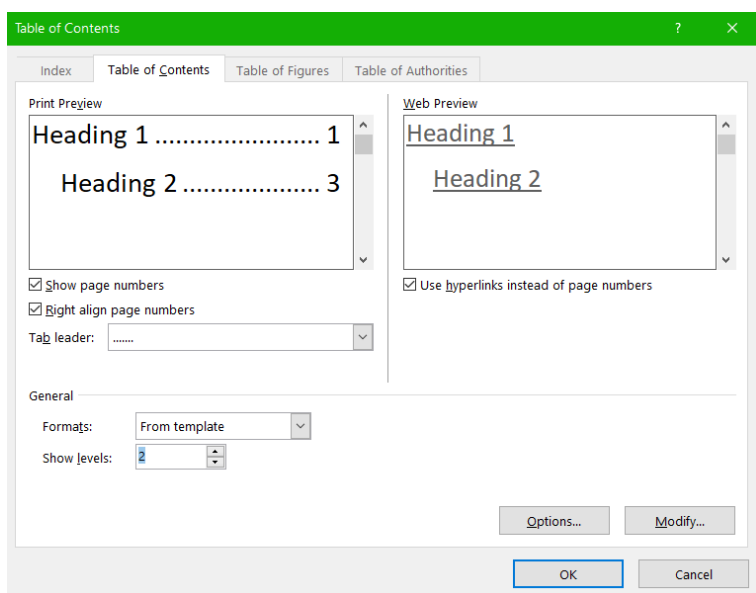 Table of Contents ? ×
Index Table of Contents Table of Figures Table of Authorities
Print Preview
Heading 1 ........................ 1
Heading 2 .................... 3
Web Preview
Heading 1
Heading 2
Show page numbers
Right align page numbers
Tab leader: .......
Use hyperlinks instead of page numbers
General
Formats: From template
Show levels: 2
Options... Modify...
OK Cancel